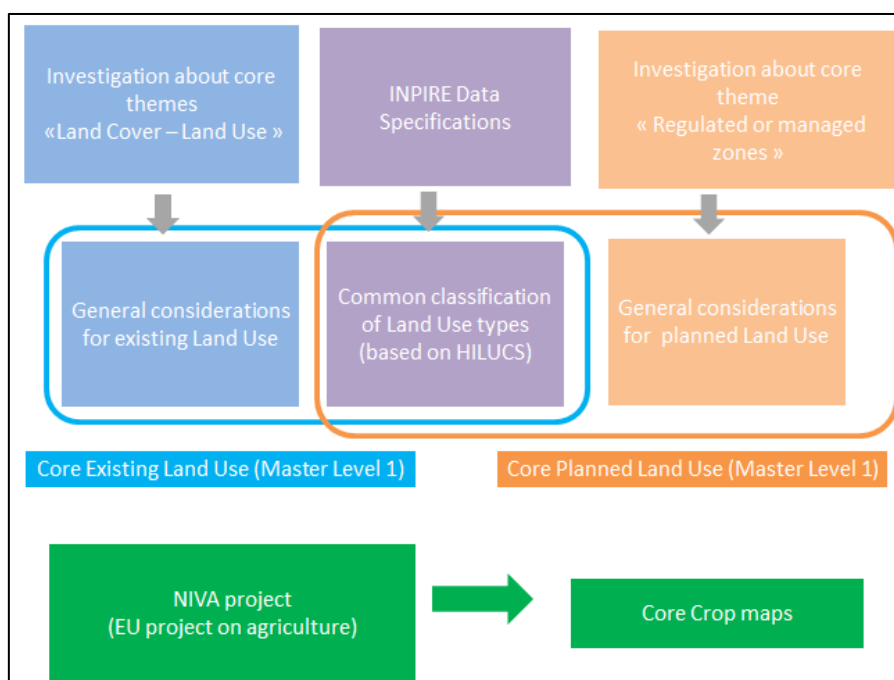 Investigation about core
themes
«Land Cover – Land Use »
INPIRE Data
Specifications
Investigation about core
theme
« Regulated or managed
zones »
General considerations
for existing Land Use
Common classification
of Land Use types
(based on HILUCS)
General considerations
for planned Land Use
Core Existing Land Use (Master Level 1)
Core Planned Land Use (Master Level 1)
NIVA project
(EU project on agriculture)
Core Crop maps